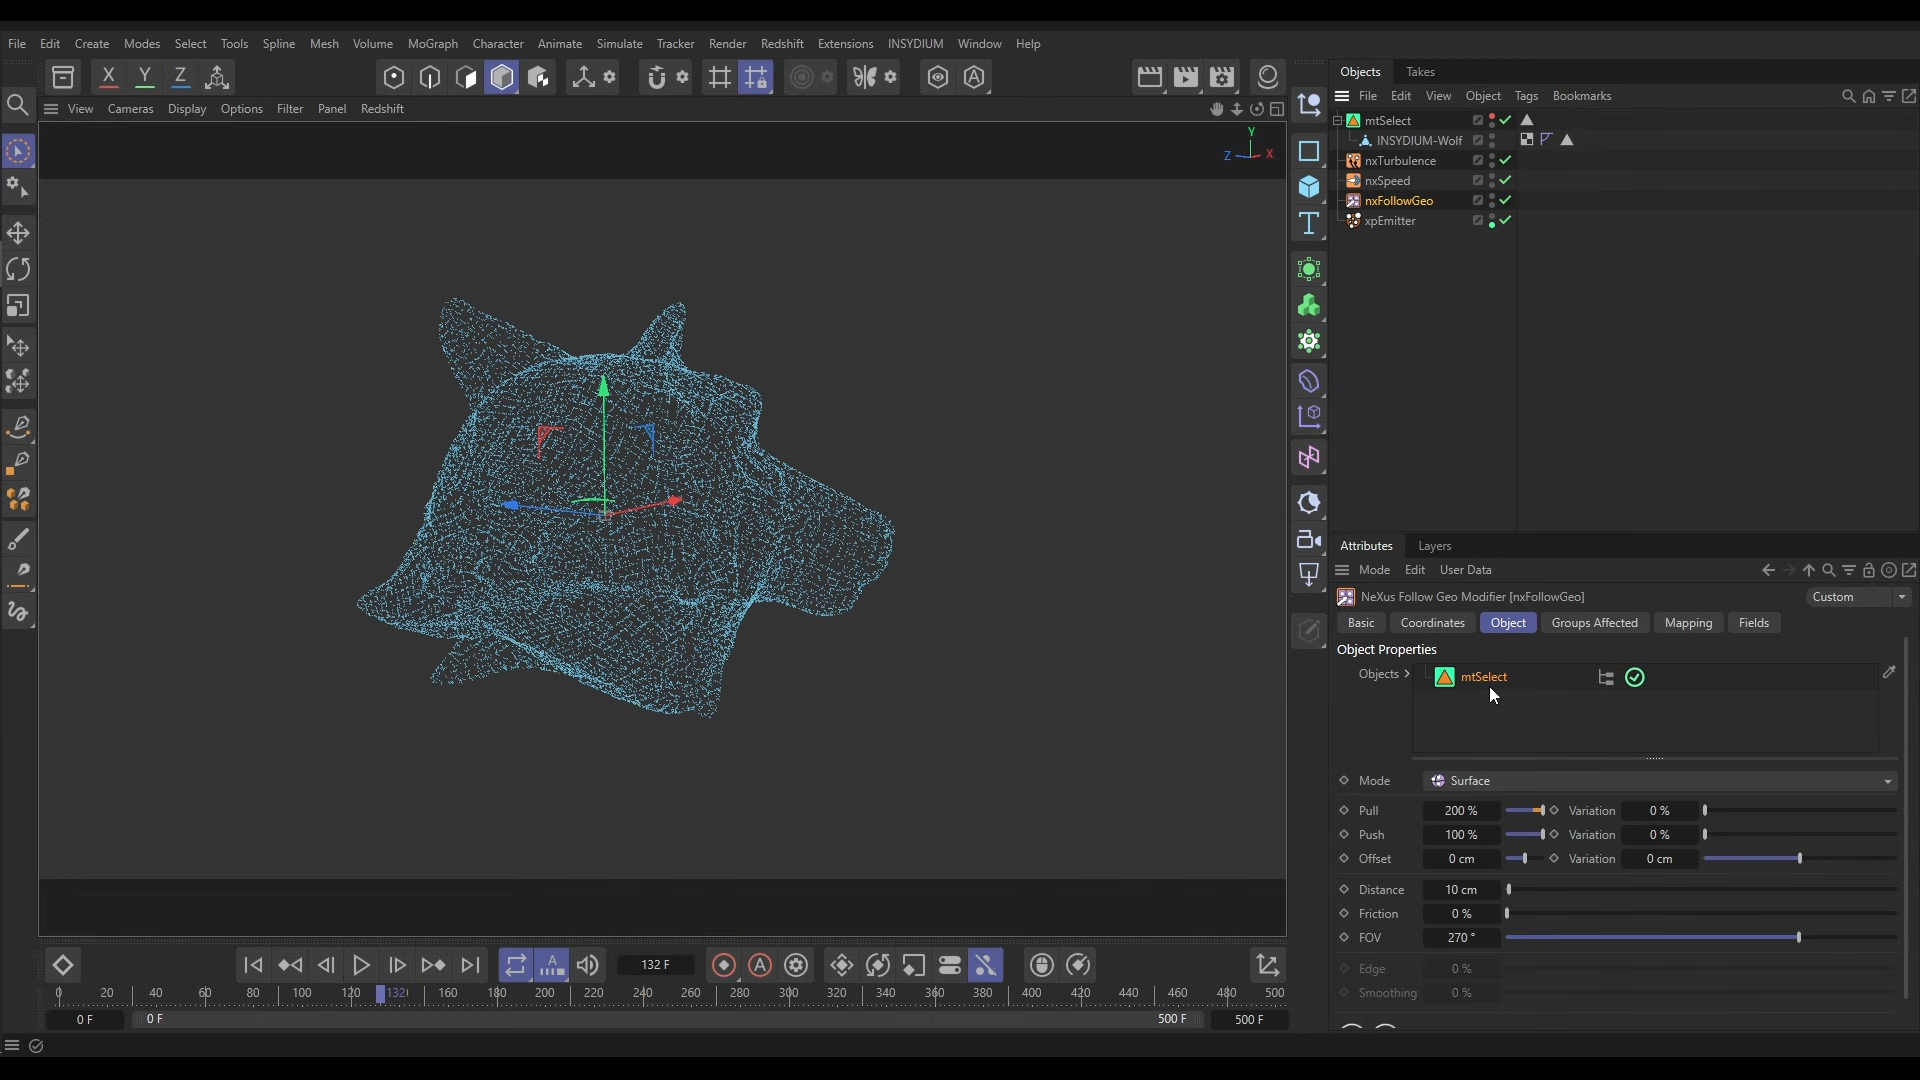 File Edit Create Modes Select Tools Spline Mesh Volume MoGraph Character Animate Simulate Tracker Render Redshift Extensions INSYDIUM Window Help
X Y Z
View Cameras Display Options Filter Panel Redshift
Y
Z X
Objects Takes
File Edit View Object Tags Bookmarks
mtSelect
INSYDIUM-Wolf
nxTurbulence
nxSpeed
nxFollowGeo
xpEmitter
Attributes Layers
Mode Edit User Data
NeXus Follow Geo Modifier [nxFollowGeo] Custom
Basic Coordinates Object Groups Affected Mapping Fields
Object Properties
Objects mtSelect
Mode Surface
Pull 200 % Variation 0 %
Push 100 % Variation 0 %
Offset 0 cm Variation 0 cm
Distance 10 cm
Friction 0 %
FOV 270 °
Edge 0 %
Smoothing 0 %
132 F
0 20 40 60 80 100 120 132 160 180 200 220 240 260 280 300 320 340 360 380 400 420 440 460 480 500
0 F 0 F 500 F 500 F